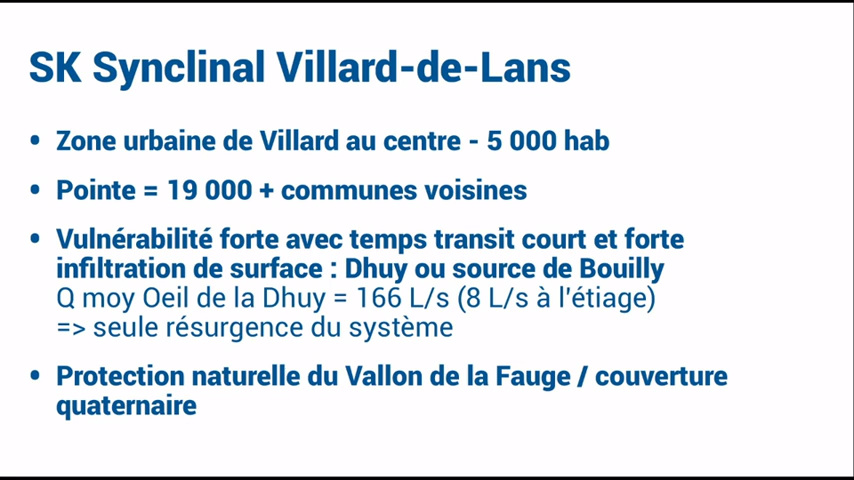 SK Synclinal Villard-de-Lans
• Zone urbaine de Villard au centre - 5 000 hab
• Pointe = 19 000 + communes voisines
• Vulnérabilité forte avec temps transit court et forte
infiltration de surface : Dhuy ou source de Bouilly
Q moy Oeil de la Dhuy = 166 L/s (8 L/s à l'étiage)
=> seule résurgence du système
• Protection naturelle du Vallon de la Fauge / couverture
quaternaire